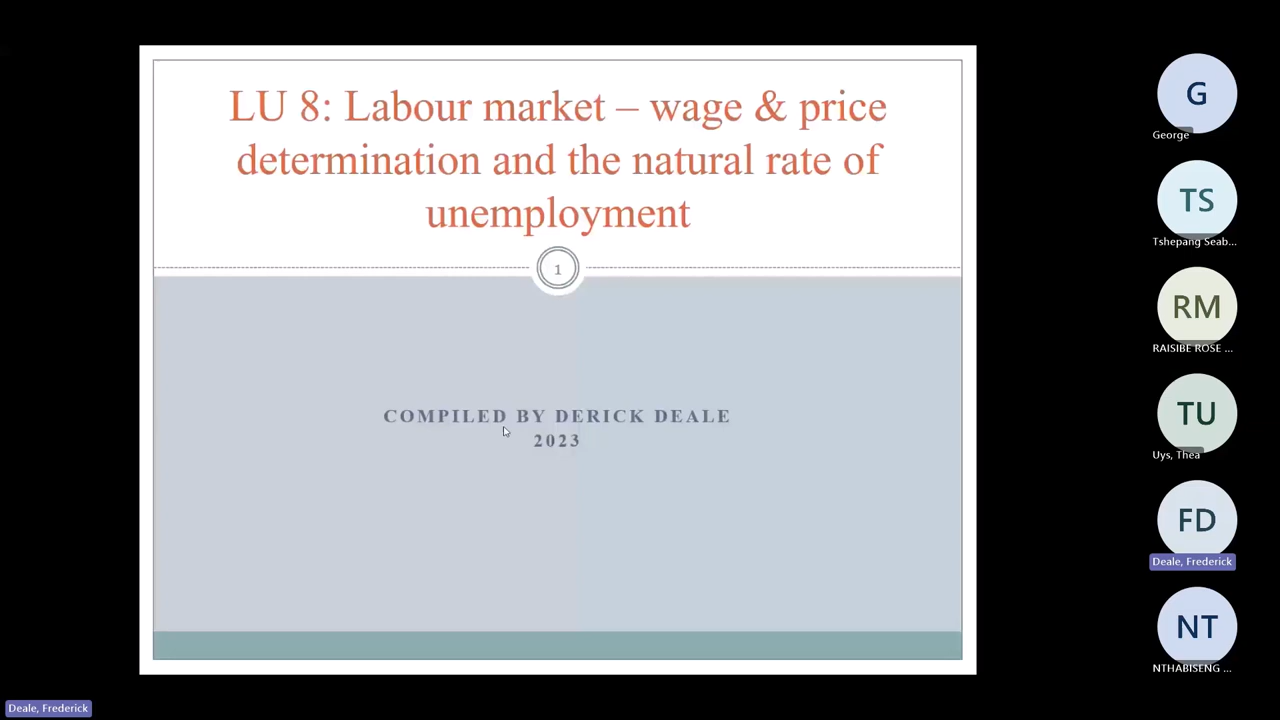 LU 8: Labour market – wage & price
determination and the natural rate of
unemployment
1
COMPILED BY DERICK DEALE
2023
G
George
TS
Tshepang Seab...
RM
RAISIBE ROSE ...
TU
Uys, Thea
FD
Deale, Frederick
NT
NTHABISENG ...
Deale, Frederick